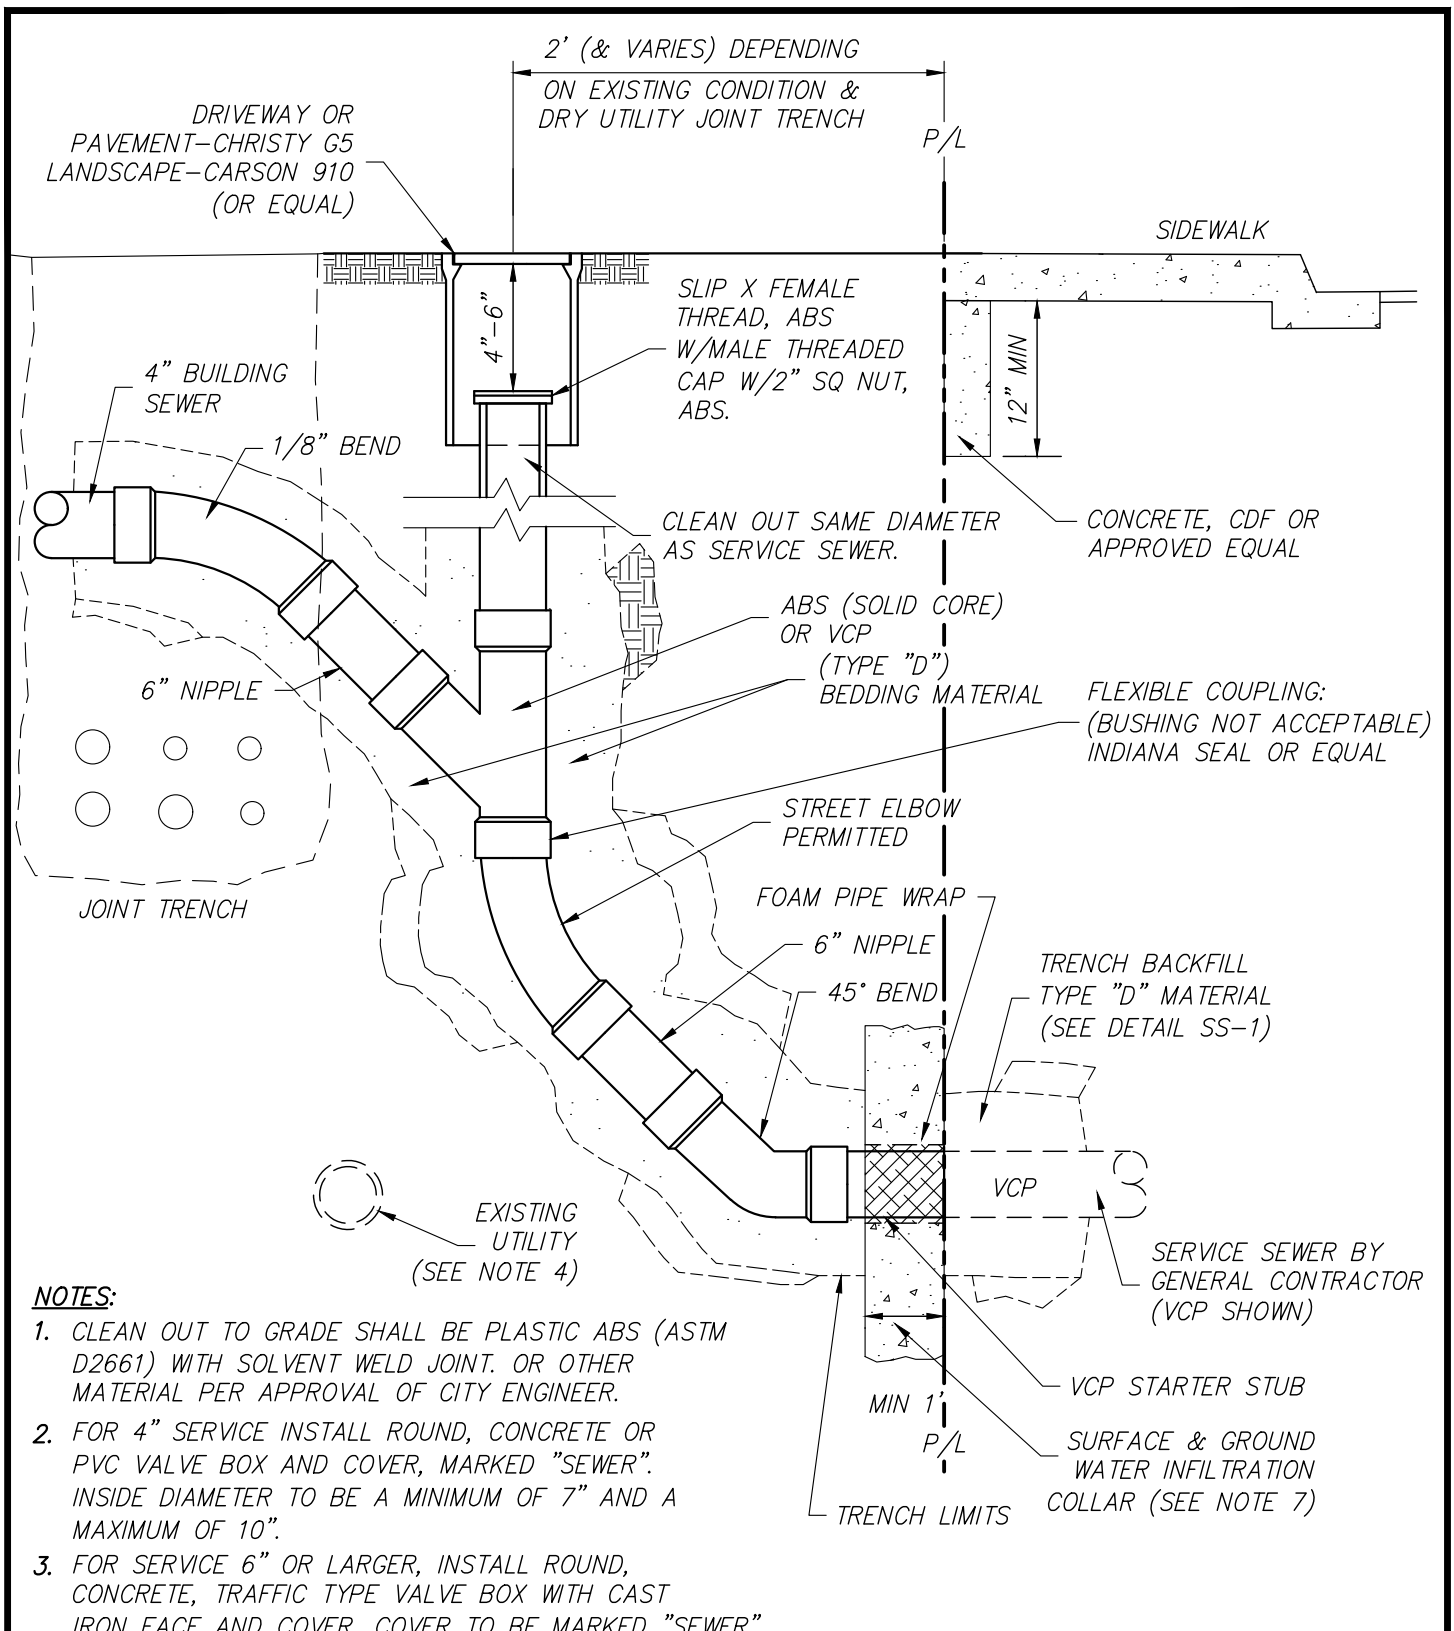 2' (& VARIES) DEPENDING
ON EXISTING CONDITION &
DRY UTILITY JOINT TRENCH
DRIVEWAY OR
PAVEMENT-CHRISTY G5
LANDSCAPE-CARSON 910
(OR EQUAL)
P/L
SIDEWALK
4"-6"
SLIP X FEMALE
THREAD, ABS
W/MALE THREADED
CAP W/2" SQ NUT,
ABS.
12" MIN
4" BUILDING
SEWER
1/8" BEND
CLEAN OUT SAME DIAMETER
AS SERVICE SEWER.
CONCRETE, CDF OR
APPROVED EQUAL
ABS (SOLID CORE)
OR VCP
(TYPE "D")
BEDDING MATERIAL
6" NIPPLE
FLEXIBLE COUPLING:
(BUSHING NOT ACCEPTABLE)
INDIANA SEAL OR EQUAL
STREET ELBOW
PERMITTED
JOINT TRENCH
FOAM PIPE WRAP
6" NIPPLE
45° BEND
TRENCH BACKFILL
TYPE "D" MATERIAL
(SEE DETAIL SS-1)
VCP
EXISTING
UTILITY
(SEE NOTE 4)
SERVICE SEWER BY
GENERAL CONTRACTOR
(VCP SHOWN)
VCP STARTER STUB
MIN 1'
P/L
SURFACE & GROUND
WATER INFILTRATION
COLLAR (SEE NOTE 7)
TRENCH LIMITS
NOTES:
1. CLEAN OUT TO GRADE SHALL BE PLASTIC ABS (ASTM
D2661) WITH SOLVENT WELD JOINT. OR OTHER
MATERIAL PER APPROVAL OF CITY ENGINEER.
2. FOR 4" SERVICE INSTALL ROUND, CONCRETE OR
PVC VALVE BOX AND COVER, MARKED "SEWER".
INSIDE DIAMETER TO BE A MINIMUM OF 7" AND A
MAXIMUM OF 10".
3. FOR SERVICE 6" OR LARGER, INSTALL ROUND,
CONCRETE, TRAFFIC TYPE VALVE BOX WITH CAST
IRON FACE AND COVER. COVER TO BE MARKED "SEWER"